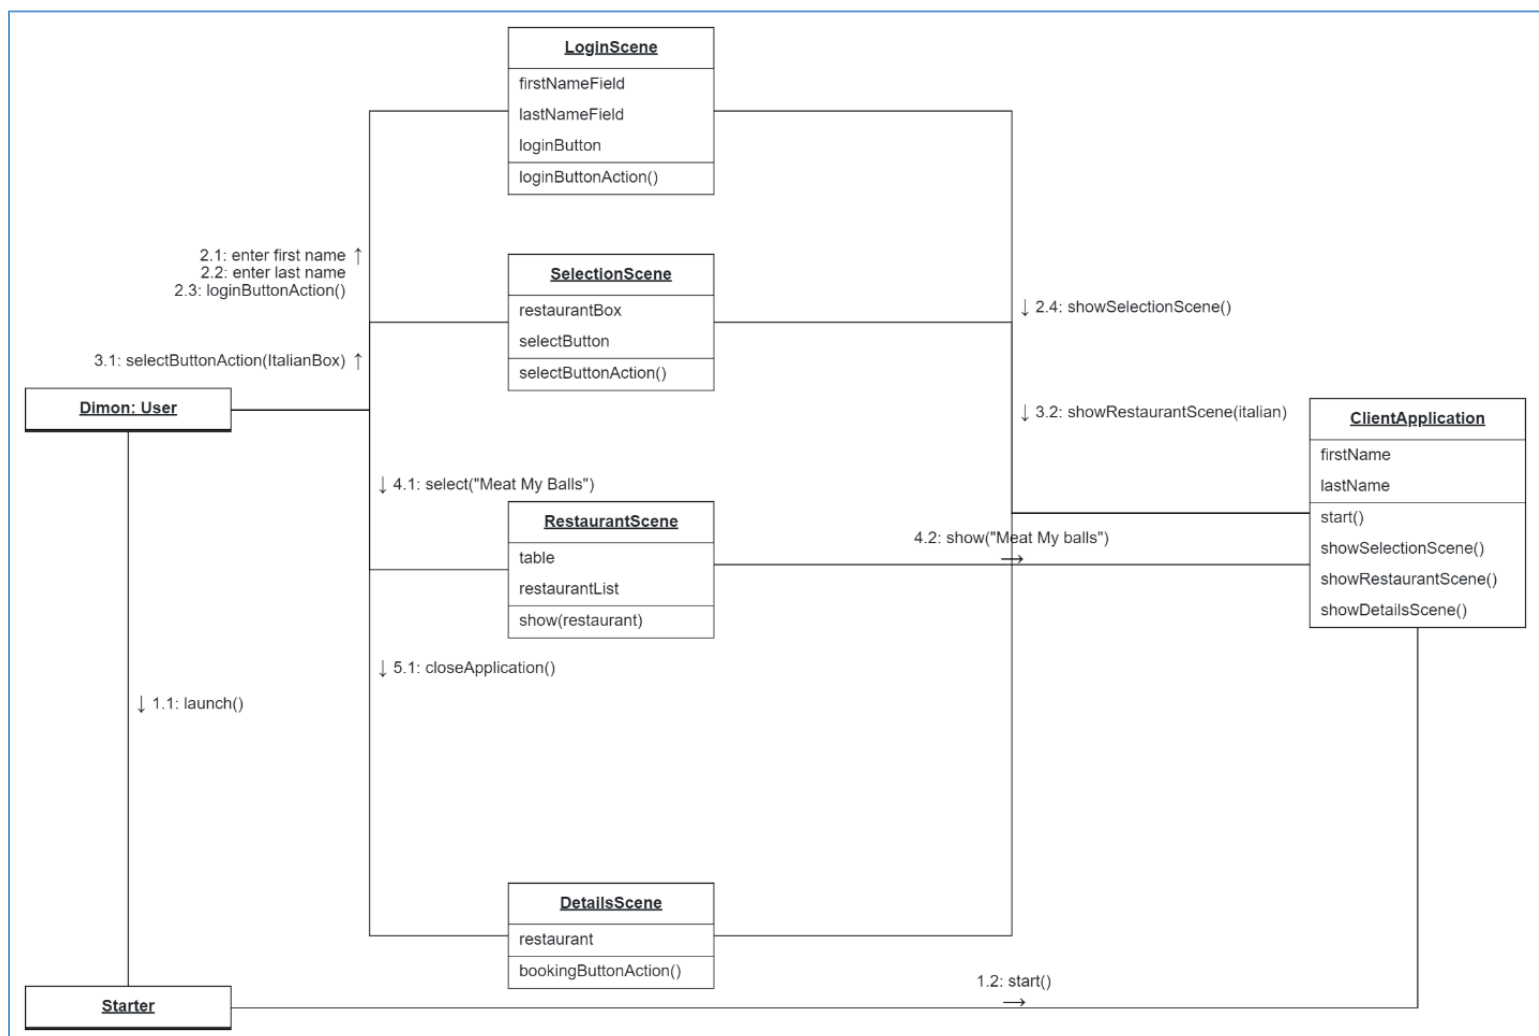 LoginScene
firstNameField
lastNameField
loginButton
loginButtonAction()
2.1: enter first name ↑
2.2: enter last name
2.3: loginButtonAction()
SelectionScene
restaurantBox
selectButton
selectButtonAction()
↓ 2.4: showSelectionScene()
3.1: selectButtonAction(ItalianBox) ↑
Dimon: User
↓ 3.2: showRestaurantScene(italian)
ClientApplication
firstName
lastName
start()
showSelectionScene()
showRestaurantScene()
showDetailsScene()
↓ 4.1: select("Meat My Balls")
RestaurantScene
table
restaurantList
show(restaurant)
4.2: show("Meat My balls")
→
↓ 5.1: closeApplication()
↓ 1.1: launch()
DetailsScene
restaurant
bookingButtonAction()
Starter
1.2: start()
→